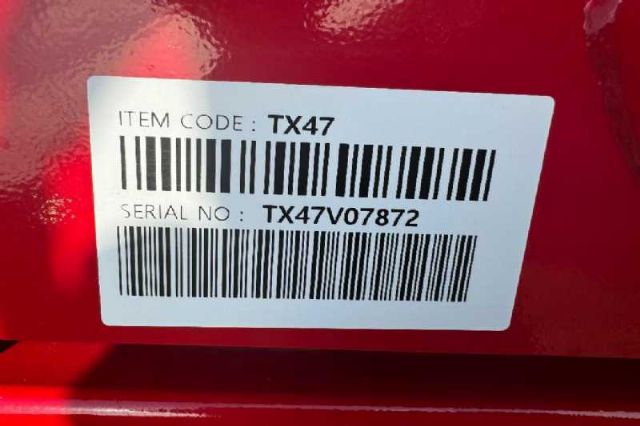 ITEM CODE : TX47
SERIAL NO : TX47V07872